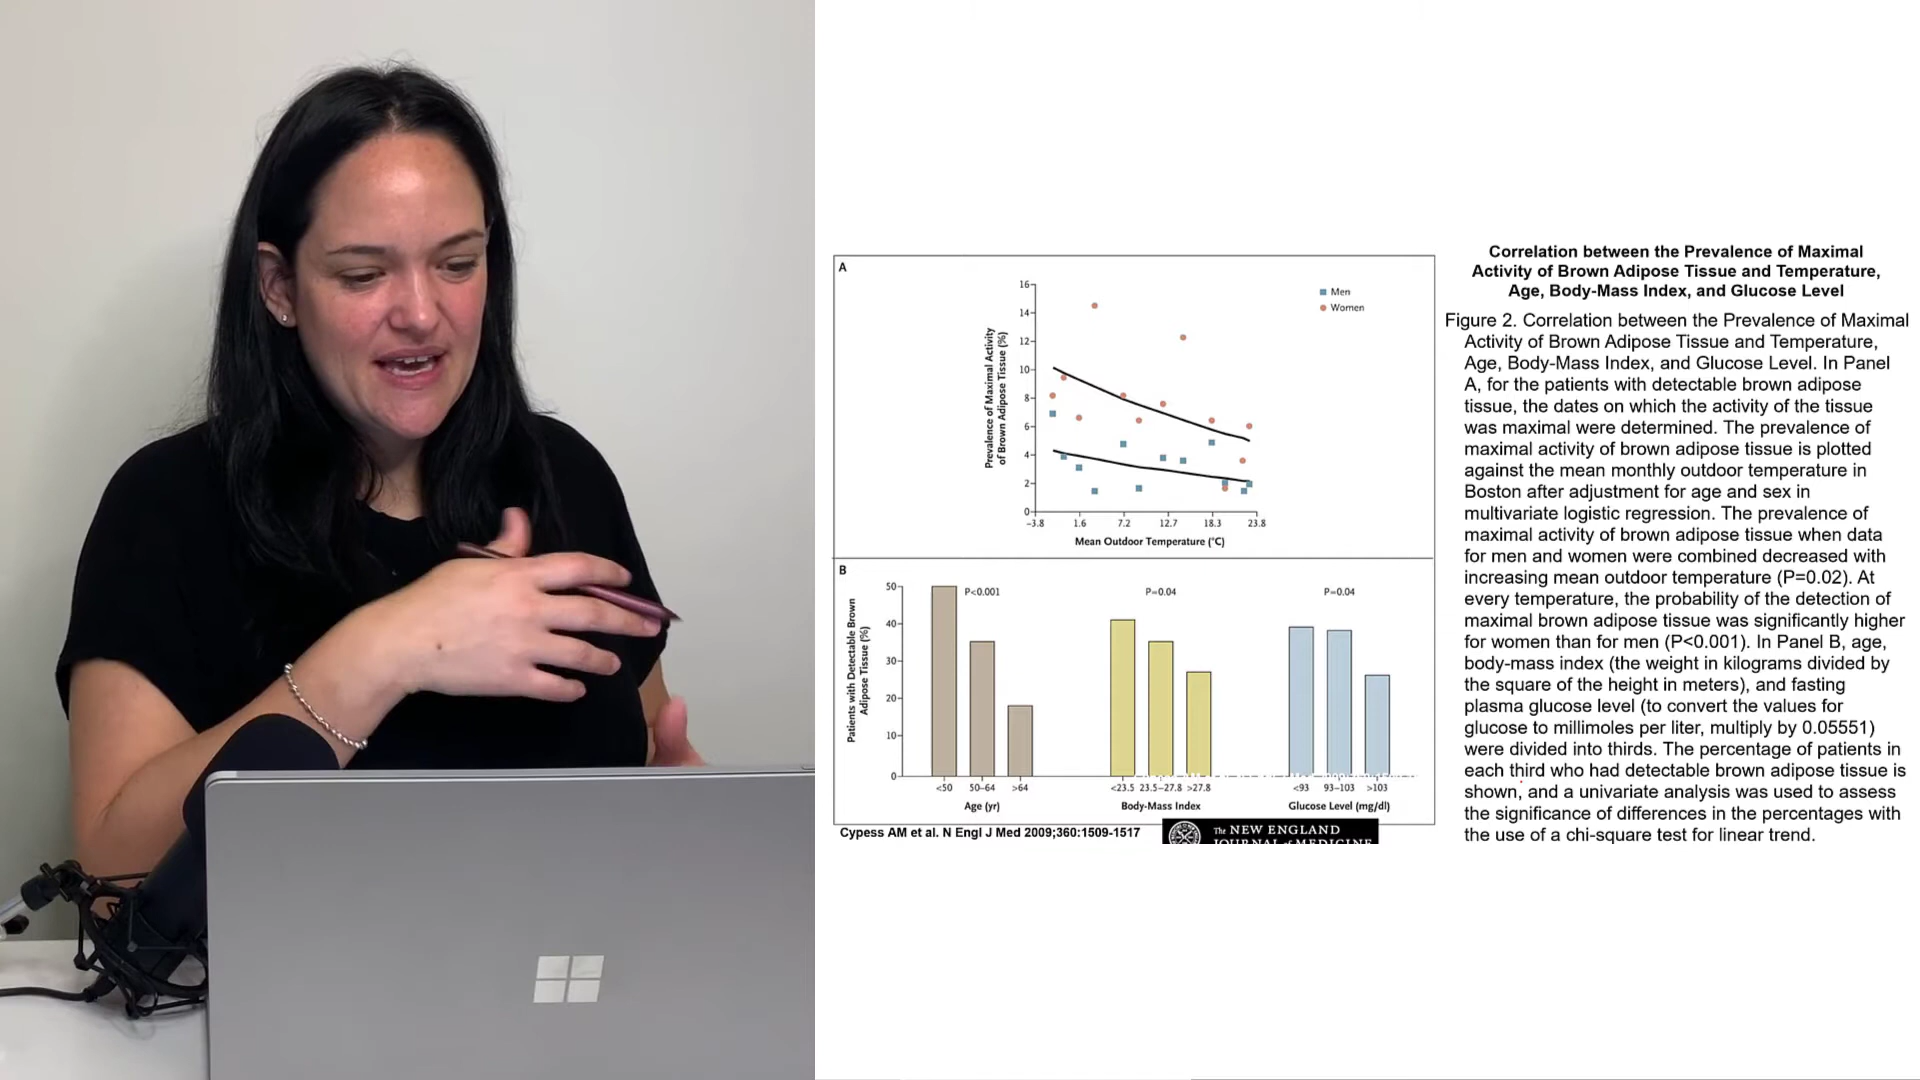 A
16
14
12
10
8
6
4
2
0
Prevalence of Maximal Activity
of Brown Adipose Tissue (%)
Men
Women
−3.8 1.6 7.2 12.7 18.3 23.8
Mean Outdoor Temperature (°C)
B
50
40
30
20
10
0
Patients with Detectable Brown
Adipose Tissue (%)
P<0.001
P=0.04
P=0.04
<50 50–64 >64
Age (yr)
<23.5 23.5–27.8 >27.8
Body-Mass Index
<93 93–103 >103
Glucose Level (mg/dl)
Cypess AM et al. N Engl J Med 2009;360:1509-1517
The NEW ENGLAND
JOURNAL of MEDICINE
Correlation between the Prevalence of Maximal
Activity of Brown Adipose Tissue and Temperature,
Age, Body-Mass Index, and Glucose Level
Figure 2. Correlation between the Prevalence of Maximal
Activity of Brown Adipose Tissue and Temperature,
Age, Body-Mass Index, and Glucose Level. In Panel
A, for the patients with detectable brown adipose
tissue, the dates on which the activity of the tissue
was maximal were determined. The prevalence of
maximal activity of brown adipose tissue is plotted
against the mean monthly outdoor temperature in
Boston after adjustment for age and sex in
multivariate logistic regression. The prevalence of
maximal activity of brown adipose tissue when data
for men and women were combined decreased with
increasing mean outdoor temperature (P=0.02). At
every temperature, the probability of the detection of
maximal brown adipose tissue was significantly higher
for women than for men (P<0.001). In Panel B, age,
body-mass index (the weight in kilograms divided by
the square of the height in meters), and fasting
plasma glucose level (to convert the values for
glucose to millimoles per liter, multiply by 0.05551)
were divided into thirds. The percentage of patients in
each third who had detectable brown adipose tissue is
shown, and a univariate analysis was used to assess
the significance of differences in the percentages with
the use of a chi-square test for linear trend.